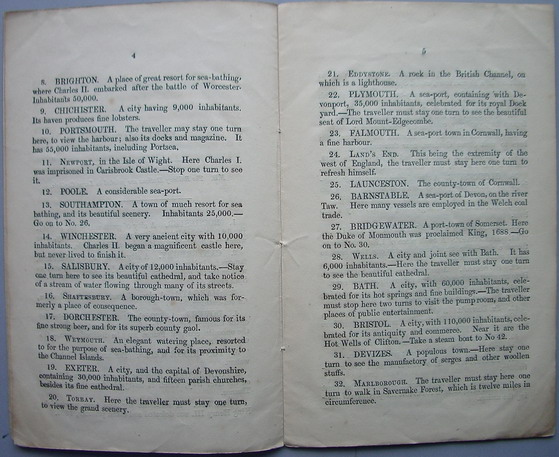 4
8. BRIGHTON. A place of great resort for sea-bathing,
where Charles II. embarked after the battle of Worcester.
Inhabitants 50,000.
9. CHICHESTER. A city having 9,000 inhabitants.
Its haven produces fine lobsters.
10. PORTSMOUTH. The traveller may stay one turn
here, to view the harbour; also its docks and magazine. It
has 55,000 inhabitants, including Portsea.
11. NEWPORT, in the Isle of Wight. Here Charles I.
was imprisoned in Carisbrook Castle.—Stop one turn to see
it.
12. POOLE. A considerable sea-port.
13. SOUTHAMPTON. A town of much resort for sea
bathing, and its beautiful scenery. Inhabitants 25,000.—
Go on to No. 26.
14. WINCHESTER. A very ancient city with 10,000
inhabitants. Charles II. began a magnificent castle here,
but never lived to finish it.
15. SALISBURY. A city of 12,000 inhabitants.—Stay
one turn here to see its beautiful cathedral, and take notice
of a stream of water flowing through many of its streets.
16. SHAFTSBURY. A borough-town, which was for-
merly a place of consequence.
17. DORCHESTER. The county-town, famous for its
fine strong beer, and for its superb county gaol.
18. WEYMOUTH. An elegant watering place, resorted
to for the purpose of sea-bathing, and for its proximity to
the Channel Islands.
19. EXETER. A city, and the capital of Devonshire,
containing 30,000 inhabitants, and fifteen parish churches,
besides its fine cathedral.
20. TORBAY. Here the traveller must stay one turn,
to view the grand scenery.
5
21. EDDYSTONE. A rock in the British Channel, on
which is a lighthouse.
22. PLYMOUTH. A sea-port, containing with De-
vonport, 35,000 inhabitants, celebrated for its royal Dock
yard.—The traveller must stay one turn to see the beautiful
seat of Lord Mount-Edgecombe.
23. FALMOUTH. A sea-port town in Cornwall, having
a fine harbour.
24. LAND'S END. This being the extremity of the
west of England, the traveller must stay here one turn to
refresh himself.
25. LAUNCESTON. The county-town of Cornwall.
26. BARNSTABLE. A sea-port of Devon, on the river
Taw. Here many vessels are employed in the Welch coal
trade.
27. BRIDGEWATER. A port-town of Somerset. Here
the Duke of Monmouth was proclaimed King, 1688—Go
on to No. 30.
28. WELLS. A city and joint see with Bath. It has
6,000 inhabitants.—Here the traveller must stay one turn
to see the beautiful cathedral.
29. BATH. A city, with 60,000 inhabitants, cele-
brated for its hot springs and fine buildings.—The traveller
must stop here two turns to visit the pump room, and other
places of public entertainment.
30. BRISTOL. A city, with 110,000 inhabitants, cele-
brated for its antiquity and commerce. Near it are the
Hot Wells of Clifton.—Take a steam boat to No 42.
31. DEVIZES. A populous town.—Here stay one
turn to see the manufactory of serges and other woollen
stuffs.
32. MARLBOROUGH. The traveller must stay here one
turn to walk in Savernake Forest, which is twelve miles in
circumference.